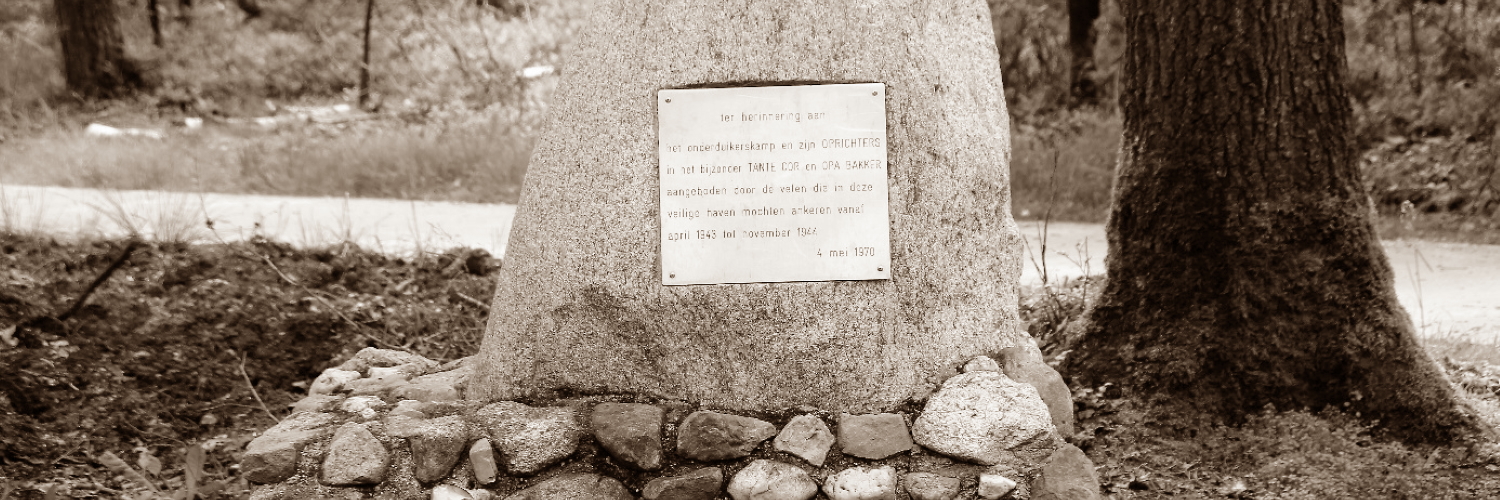 ter herinnering aan
het onderduikerskamp en zijn OPRICHTERS
in het bijzonder TANTE COR en OPA BAKKER
aangeboden door de velen die in deze
veilige haven mochten ankeren vanaf
april 1943 tot november 1944
4 mei 1970